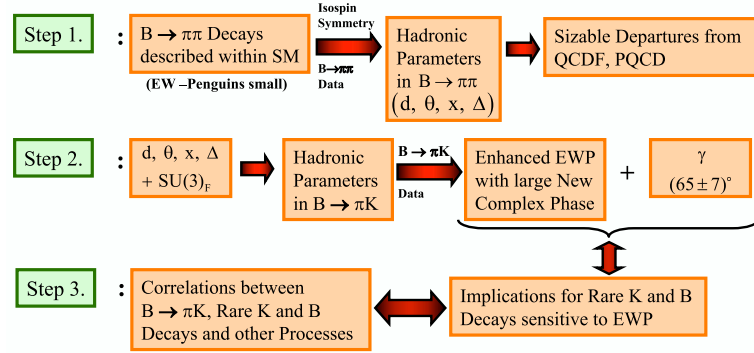 Step 1. :
B → ππ Decays
described within SM
(EW –Penguins small)
Isospin
Symmetry
B→ππ
Data
Hadronic
Parameters
in B → ππ
(d, θ, x, Δ)
Sizable Departures from
QCDF, PQCD
Step 2. :
d, θ, x, Δ
+ SU(3)F
Hadronic
Parameters
in B → πK
B → πK
Data
Enhanced EWP
with large New
Complex Phase
+
γ
(65 ± 7)°
Step 3. :
Correlations between
B → πK, Rare K and B
Decays and other Processes
Implications for Rare K and B
Decays sensitive to EWP